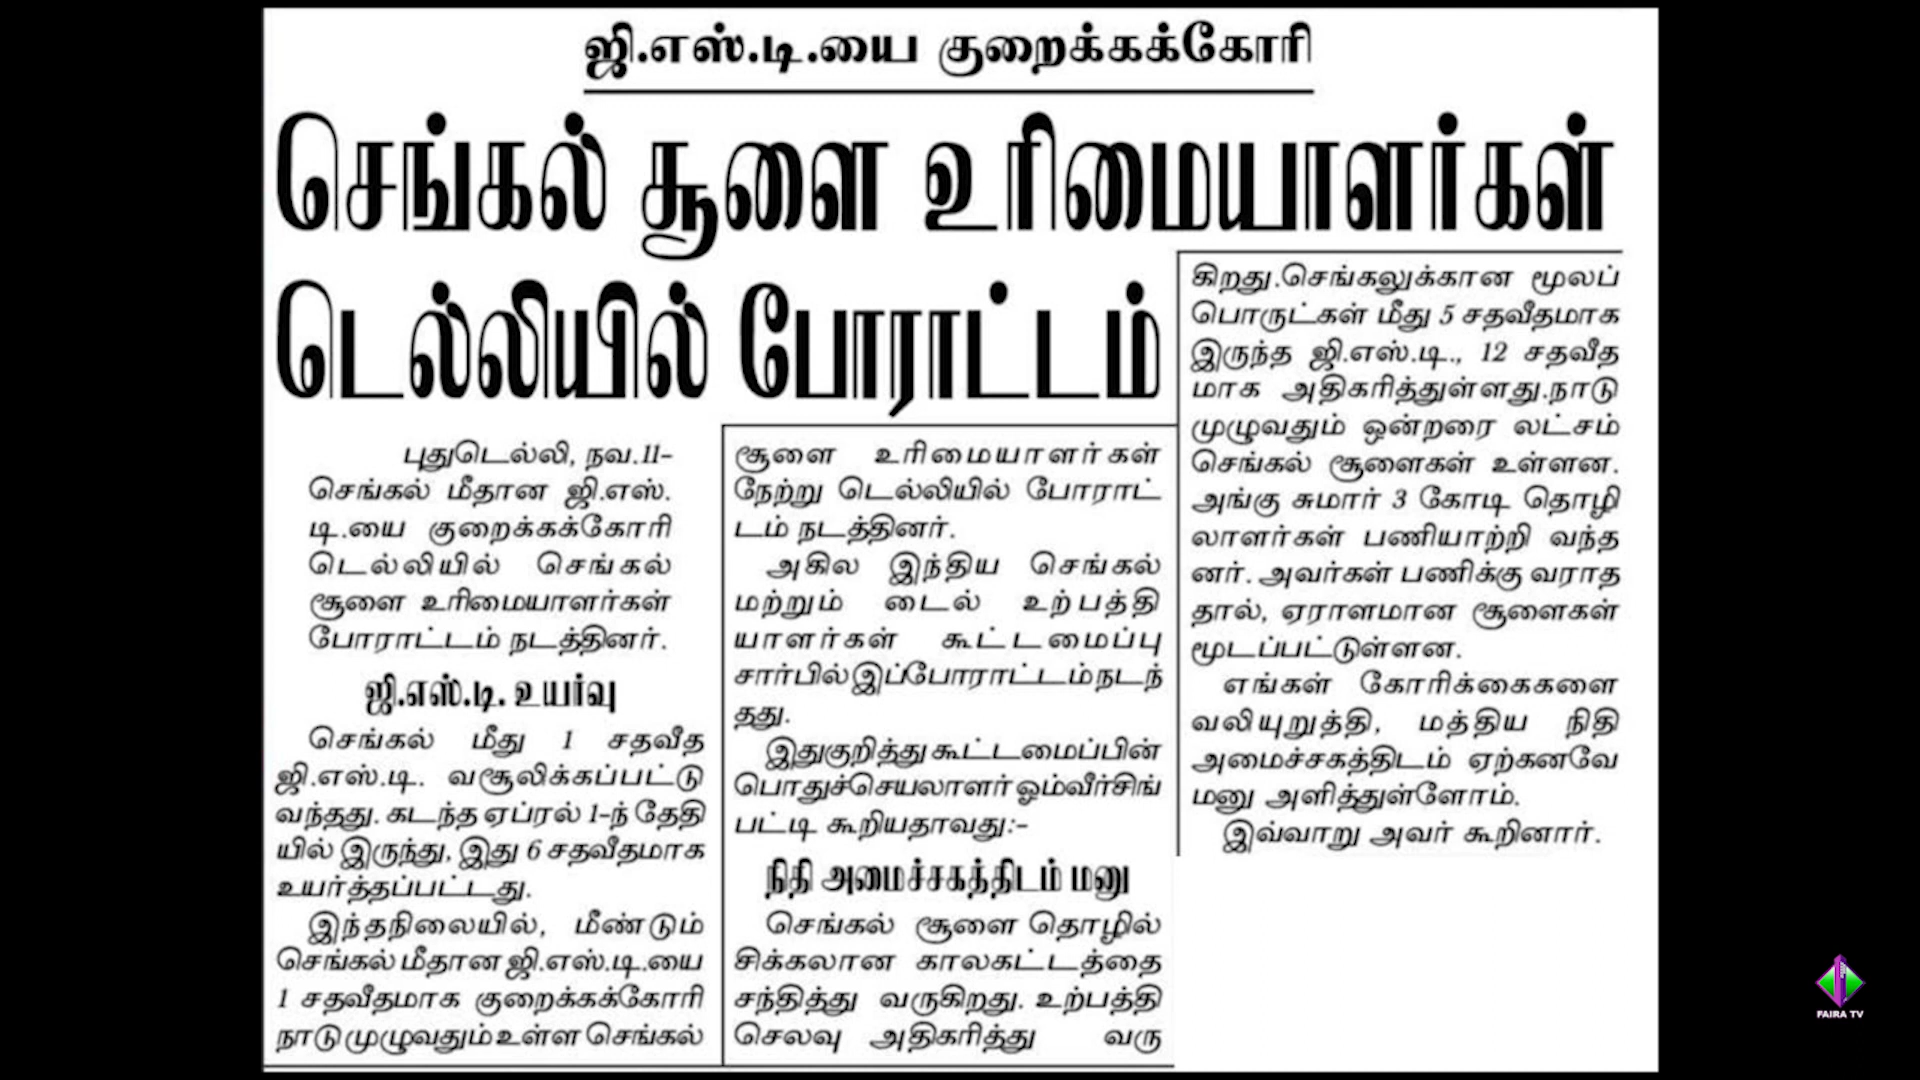 ஜி.எஸ்.டி.யை குறைக்கக்கோரி
செங்கல் சூளை உரிமையாளர்கள்
டெல்லியில் போராட்டம்
புதுடெல்லி, நவ.11-
செங்கல் மீதான ஜி.எஸ்.
டி.யை குறைக்கக்கோரி
டெல்லியில் செங்கல்
சூளை உரிமையாளர்கள்
போராட்டம் நடத்தினர்.
ஜி.எஸ்.டி. உயர்வு
செங்கல் மீது 1 சதவீத
ஜி.எஸ்.டி. வசூலிக்கப்பட்டு
வந்தது. கடந்த ஏப்ரல் 1-ந் தேதி
யில் இருந்து, இது 6 சதவீதமாக
உயர்த்தப்பட்டது.
இந்தநிலையில், மீண்டும்
செங்கல் மீதான ஜி.எஸ்.டி.யை
1 சதவீதமாக குறைக்கக்கோரி
நாடு முழுவதும் உள்ள செங்கல்
சூளை உரிமையாளர்கள்
நேற்று டெல்லியில் போராட்
டம் நடத்தினர்.
அகில இந்திய செங்கல்
மற்றும் டைல் உற்பத்தி
யாளர்கள் கூட்டமைப்பு
சார்பில் இப்போராட்டம் நடந்
தது.
இதுகுறித்து கூட்டமைப்பின்
பொதுச்செயலாளர் ஓம்வீர்சிங்
பட்டி கூறியதாவது:-
நிதி அமைச்சகத்திடம் மனு
செங்கல் சூளை தொழில்
சிக்கலான காலகட்டத்தை
சந்தித்து வருகிறது. உற்பத்தி
செலவு அதிகரித்து வரு
கிறது.செங்கலுக்கான மூலப்
பொருட்கள் மீது 5 சதவீதமாக
இருந்த ஜி.எஸ்.டி., 12 சதவீத
மாக அதிகரித்துள்ளது.நாடு
முழுவதும் ஒன்றரை லட்சம்
செங்கல் சூளைகள் உள்ளன.
அங்கு சுமார் 3 கோடி தொழி
லாளர்கள் பணியாற்றி வந்த
னர். அவர்கள் பணிக்கு வராத
தால், ஏராளமான சூளைகள்
மூடப்பட்டுள்ளன.
எங்கள் கோரிக்கைகளை
வலியுறுத்தி, மத்திய நிதி
அமைச்சகத்திடம் ஏற்கனவே
மனு அளித்துள்ளோம்.
இவ்வாறு அவர் கூறினார்.
FAIRA TV